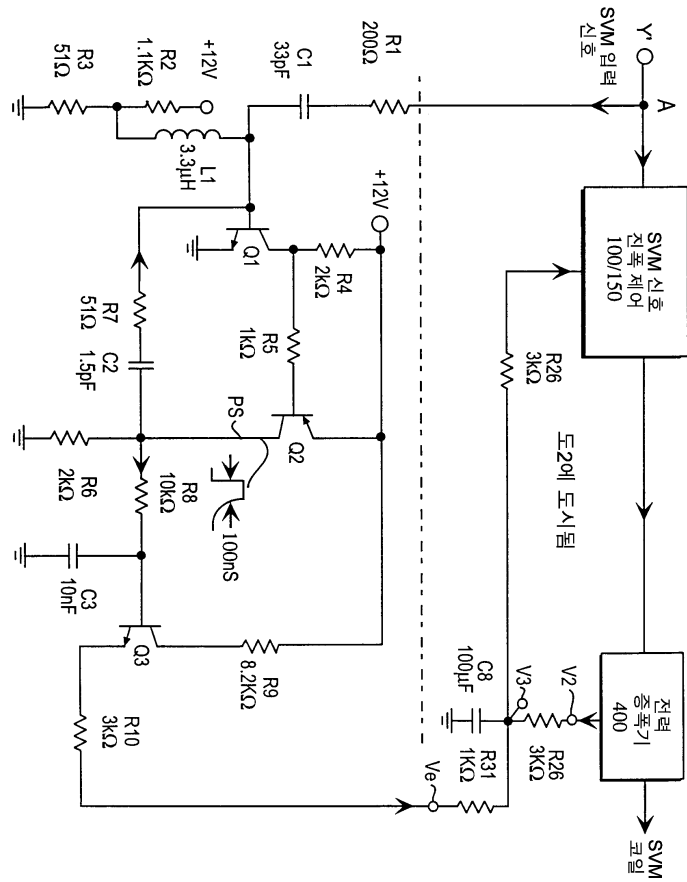 Y'
SVM 입력
신호
A
SVM 신호
진폭 제어
100/150
전력
증폭기
400
SVM
코일
도2에 도시됨
R26
3kΩ
V2
V3
R26
3KΩ
C8
100μF
R31
1KΩ
Ve
R1
200Ω
C1
33pF
+12V
R2
1.1KΩ
R3
51Ω
L1
3.3μH
+12V
R4
2kΩ
Q1
R5
1kΩ
Q2
R7
51Ω
C2
1.5pF
PS
100nS
R6
2kΩ
R8
10kΩ
C3
10nF
Q3
R9
8.2KΩ
R10
3kΩ